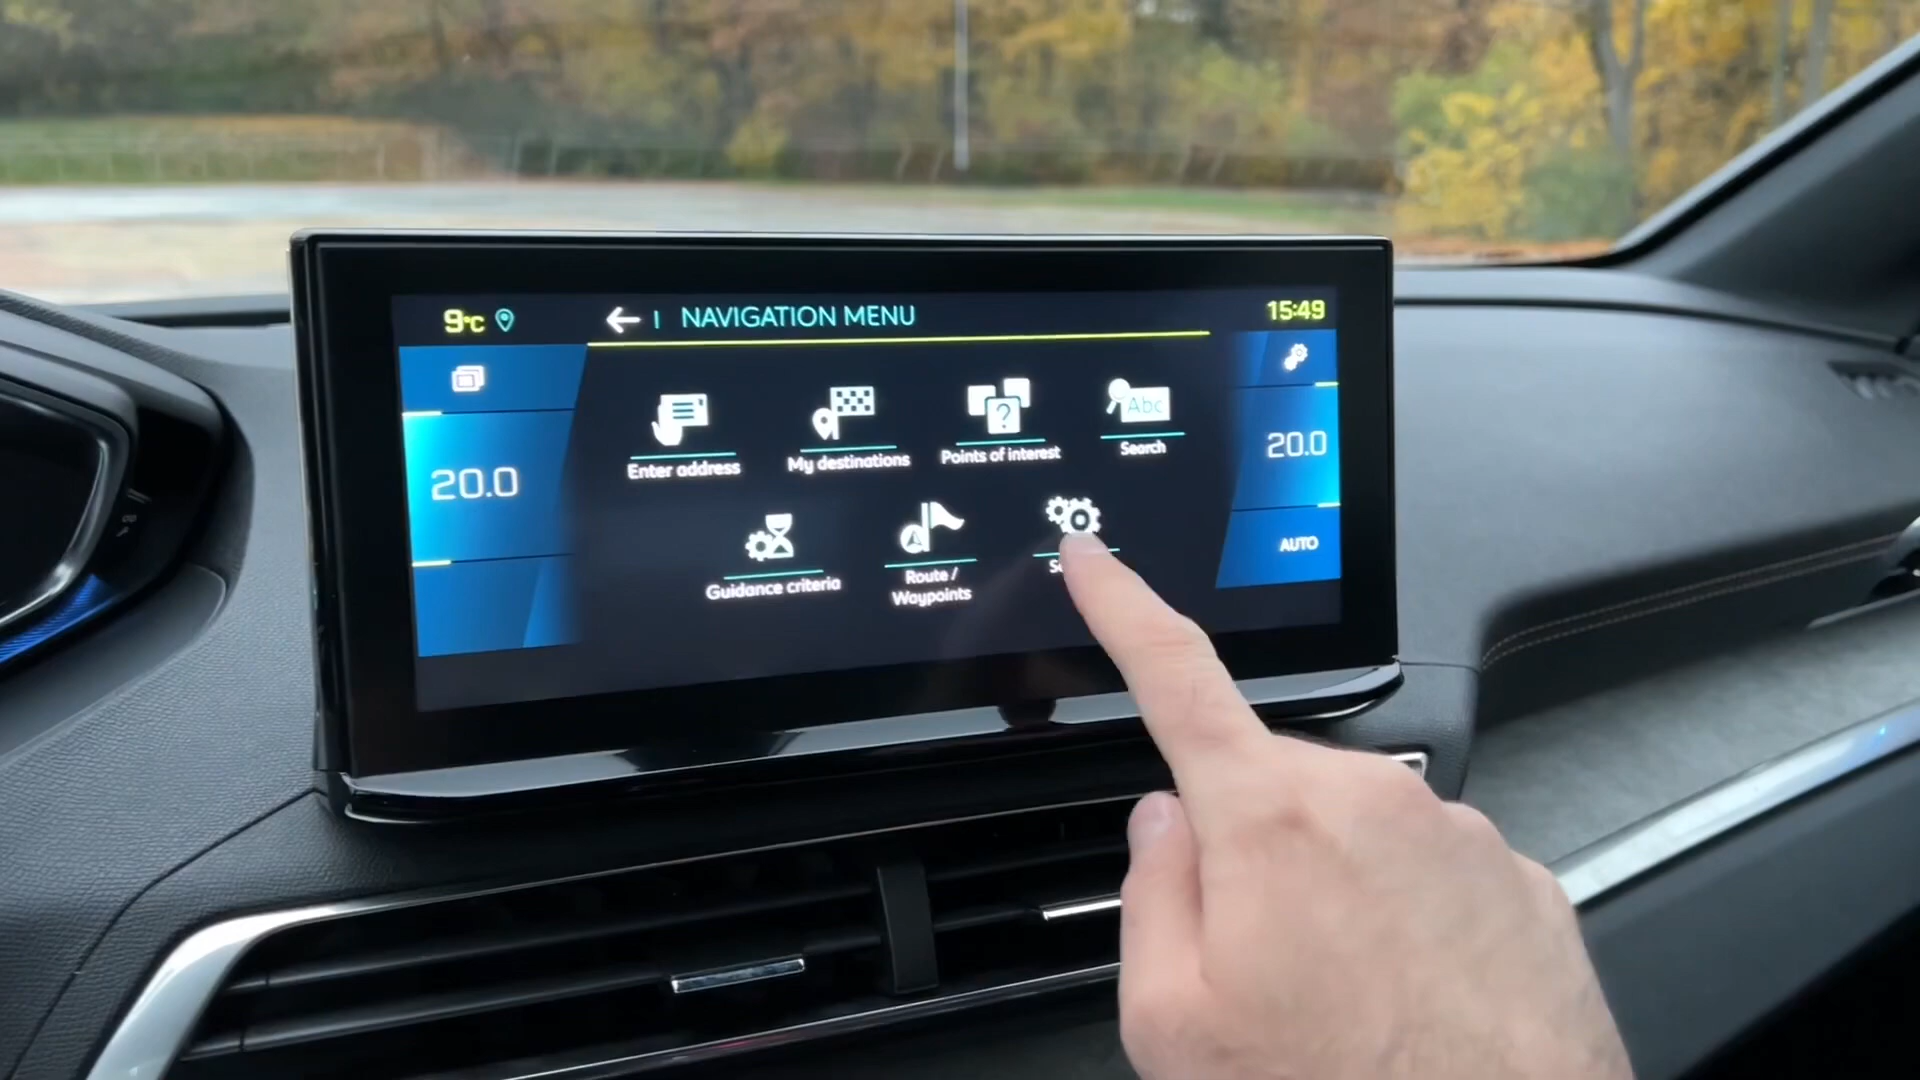 9°C
NAVIGATION MENU
15:49
20.0
Enter address
My destinations
Points of interest
Abc
Search
20.0
Guidance criteria
Route /
Waypoints
AUTO